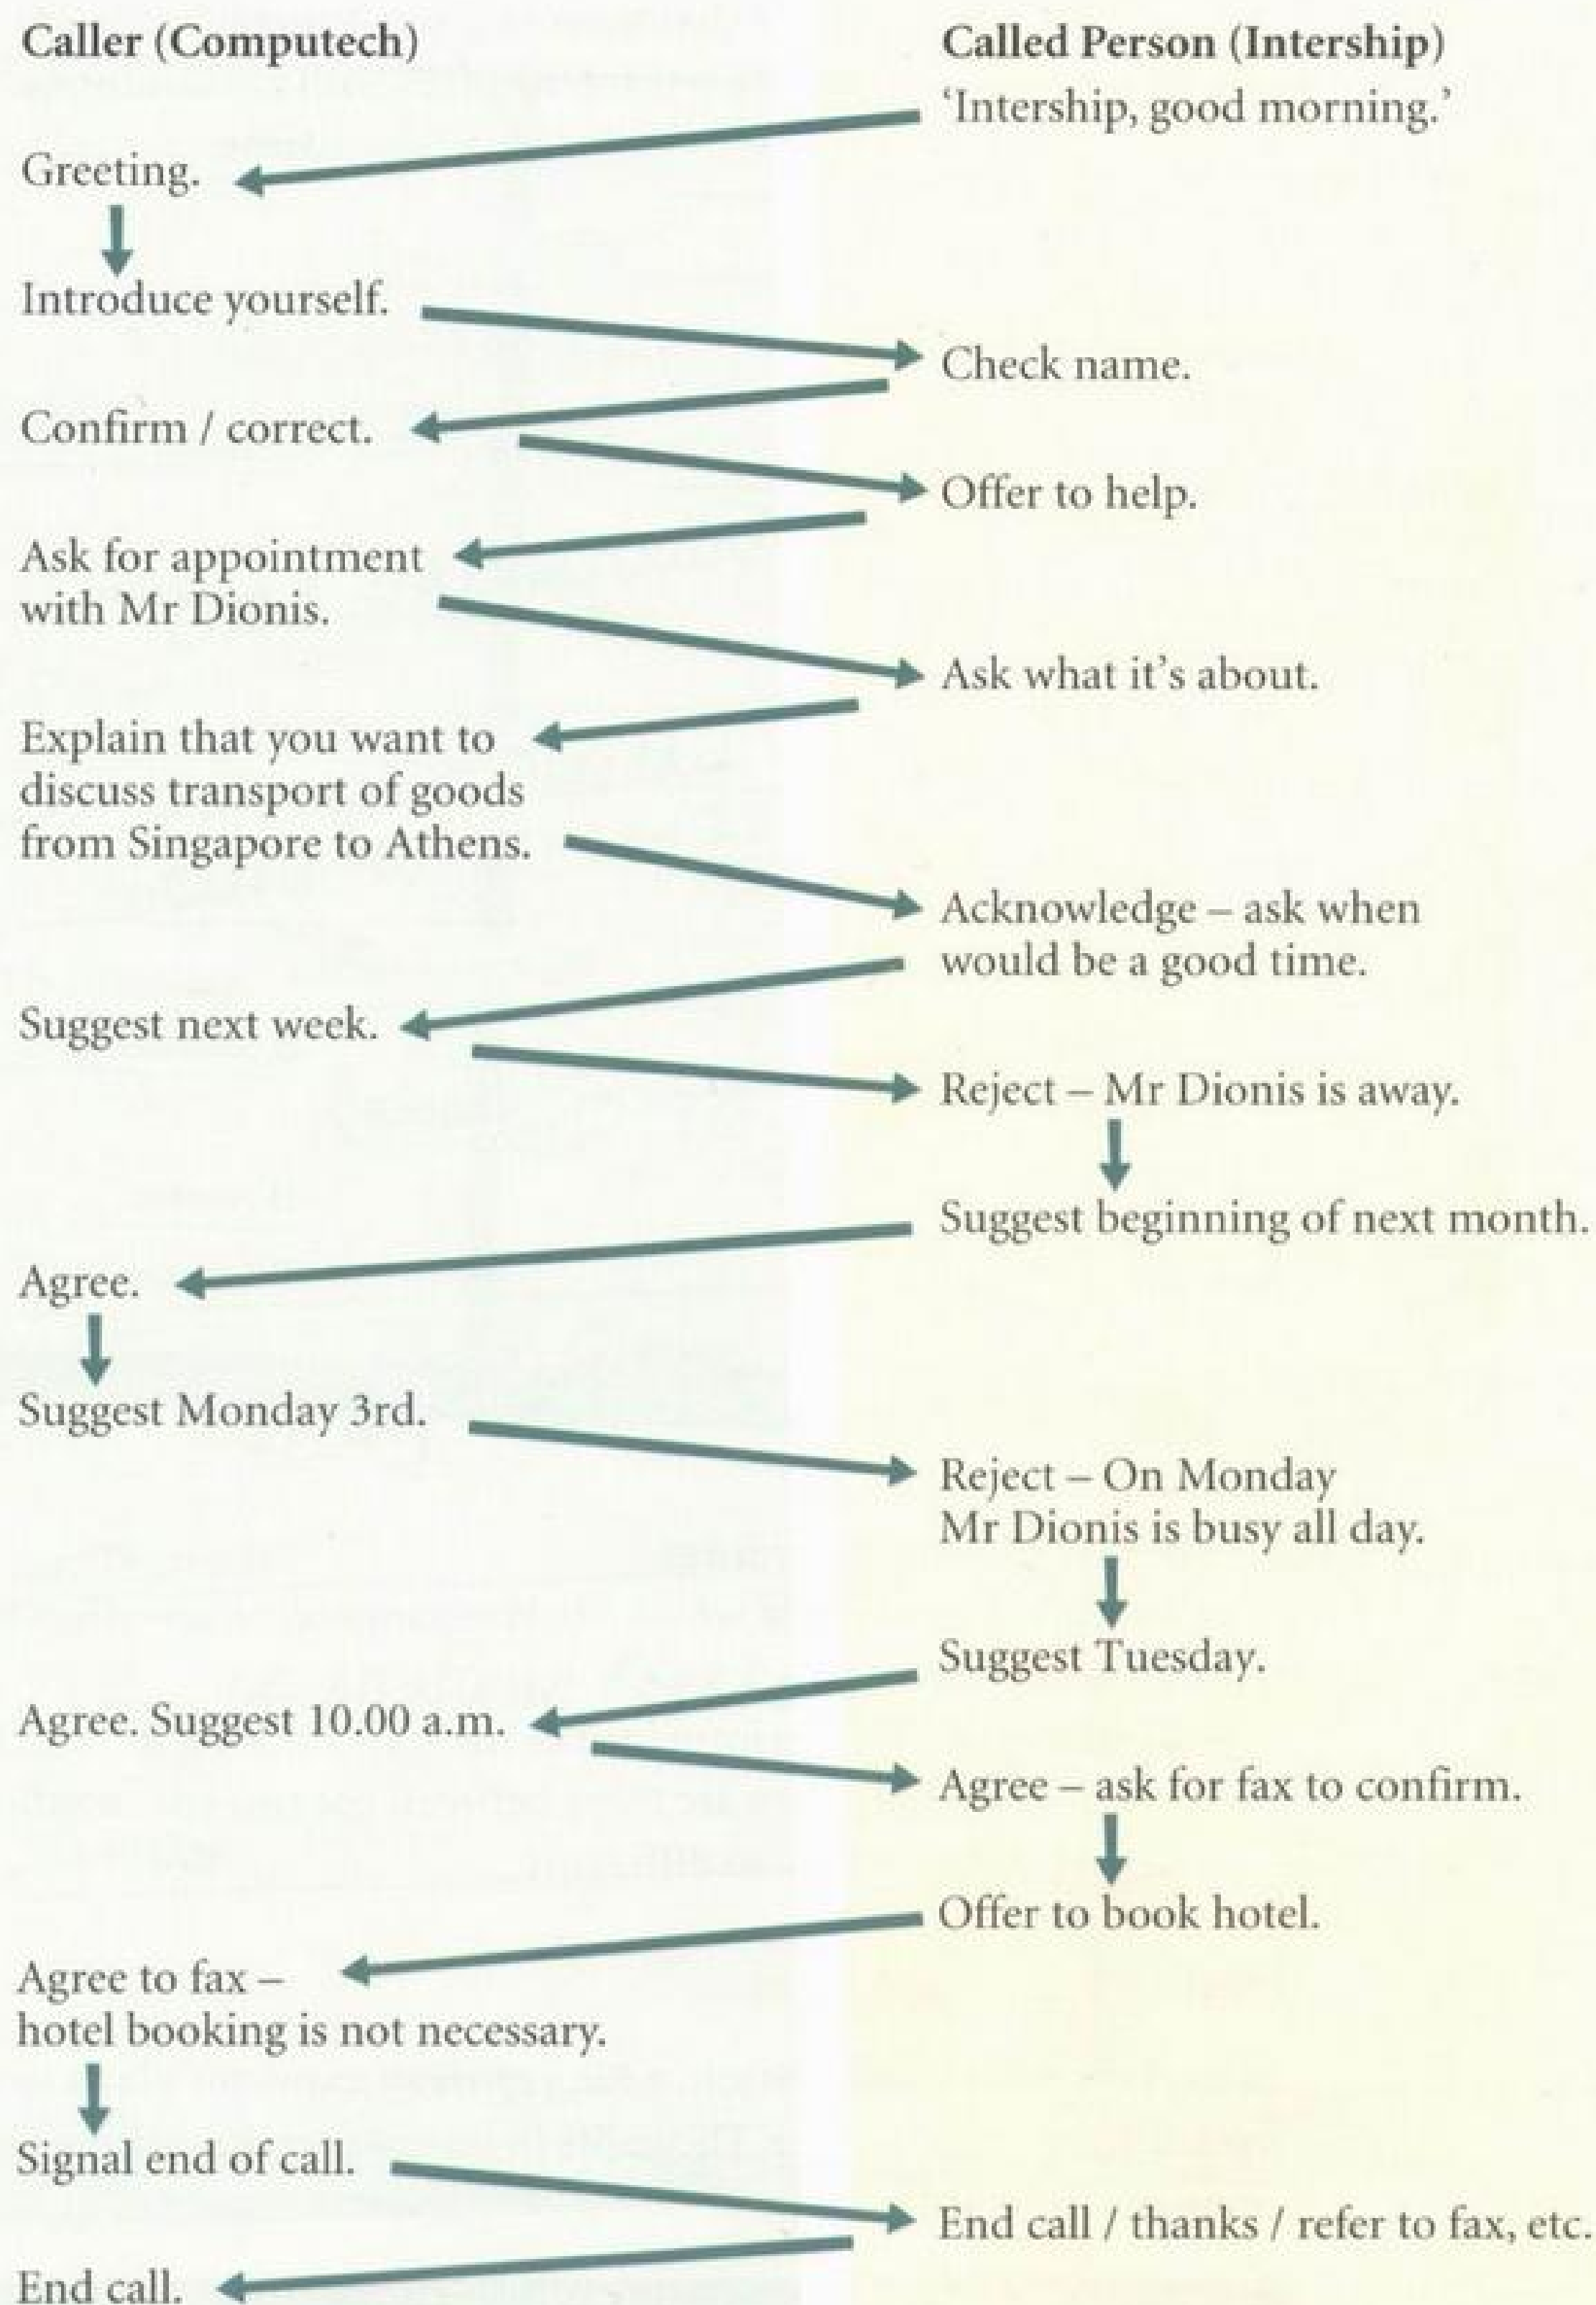 Caller (Computech)
Called Person (Intership)
‘Intership, good morning.’
Greeting.
Introduce yourself.
Check name.
Confirm / correct.
Offer to help.
Ask for appointment
with Mr Dionis.
Ask what it’s about.
Explain that you want to
discuss transport of goods
from Singapore to Athens.
Acknowledge – ask when
would be a good time.
Suggest next week.
Reject – Mr Dionis is away.
Suggest beginning of next month.
Agree.
Suggest Monday 3rd.
Reject – On Monday
Mr Dionis is busy all day.
Suggest Tuesday.
Agree. Suggest 10.00 a.m.
Agree – ask for fax to confirm.
Offer to book hotel.
Agree to fax –
hotel booking is not necessary.
Signal end of call.
End call / thanks / refer to fax, etc.
End call.